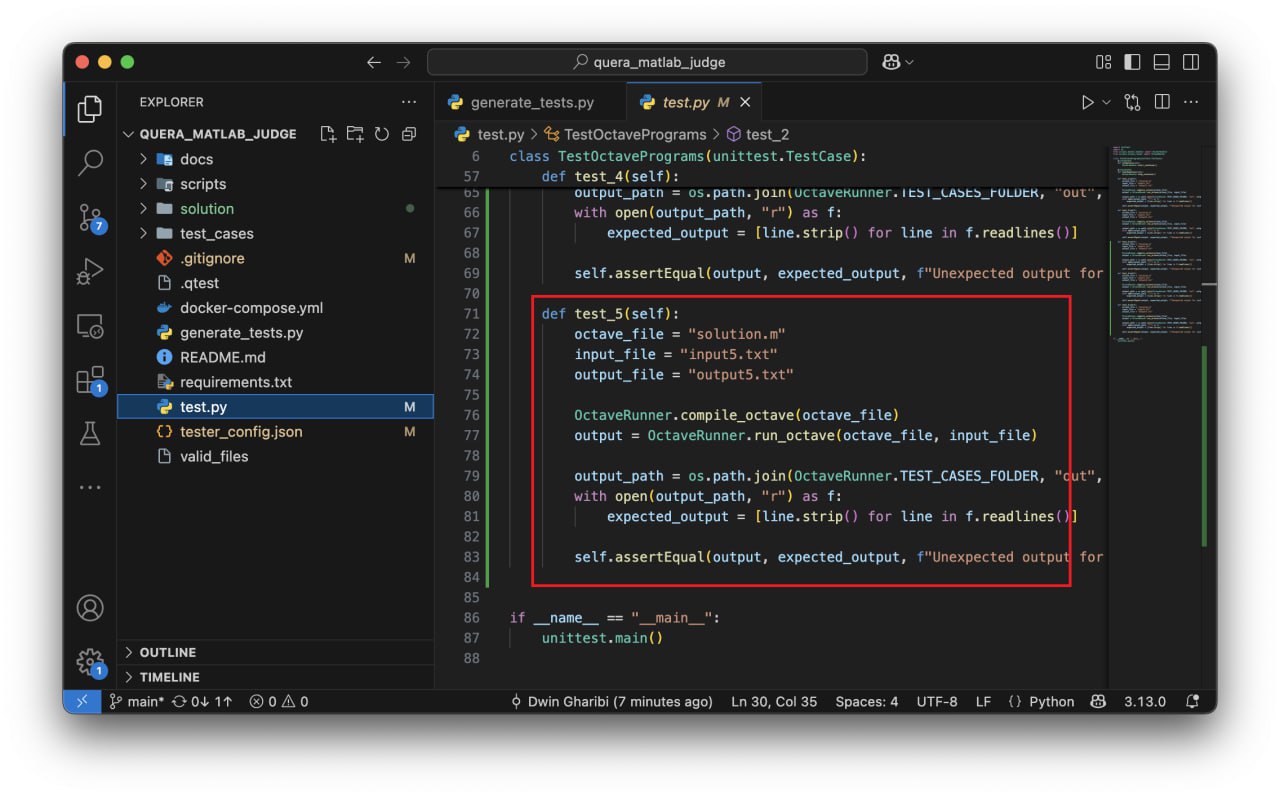 quera_matlab_judge
EXPLORER
QUERA_MATLAB_JUDGE
docs
scripts
solution
test_cases
.gitignore M
.qtest
docker-compose.yml
generate_tests.py
README.md
requirements.txt
test.py M
tester_config.json M
valid_files
OUTLINE
TIMELINE
7
1
1
generate_tests.py
test.py M
test.py > TestOctavePrograms > test_2
6 class TestOctavePrograms(unittest.TestCase):
57 def test_4(self):
65 output_path = os.path.join(OctaveRunner.TEST_CASES_FOLDER, "out",
66 with open(output_path, "r") as f:
67 expected_output = [line.strip() for line in f.readlines()]
68
69 self.assertEqual(output, expected_output, f"Unexpected output for
70
71 def test_5(self):
72 octave_file = "solution.m"
73 input_file = "input5.txt"
74 output_file = "output5.txt"
75
76 OctaveRunner.compile_octave(octave_file)
77 output = OctaveRunner.run_octave(octave_file, input_file)
78
79 output_path = os.path.join(OctaveRunner.TEST_CASES_FOLDER, "out",
80 with open(output_path, "r") as f:
81 expected_output = [line.strip() for line in f.readlines()]
82
83 self.assertEqual(output, expected_output, f"Unexpected output for
84
85
86 if __name__ == "__main__":
87 unittest.main()
88
main* 0↓ 1↑ 0 0 Dwin Gharibi (7 minutes ago) Ln 30, Col 35 Spaces: 4 UTF-8 LF {} Python 3.13.0